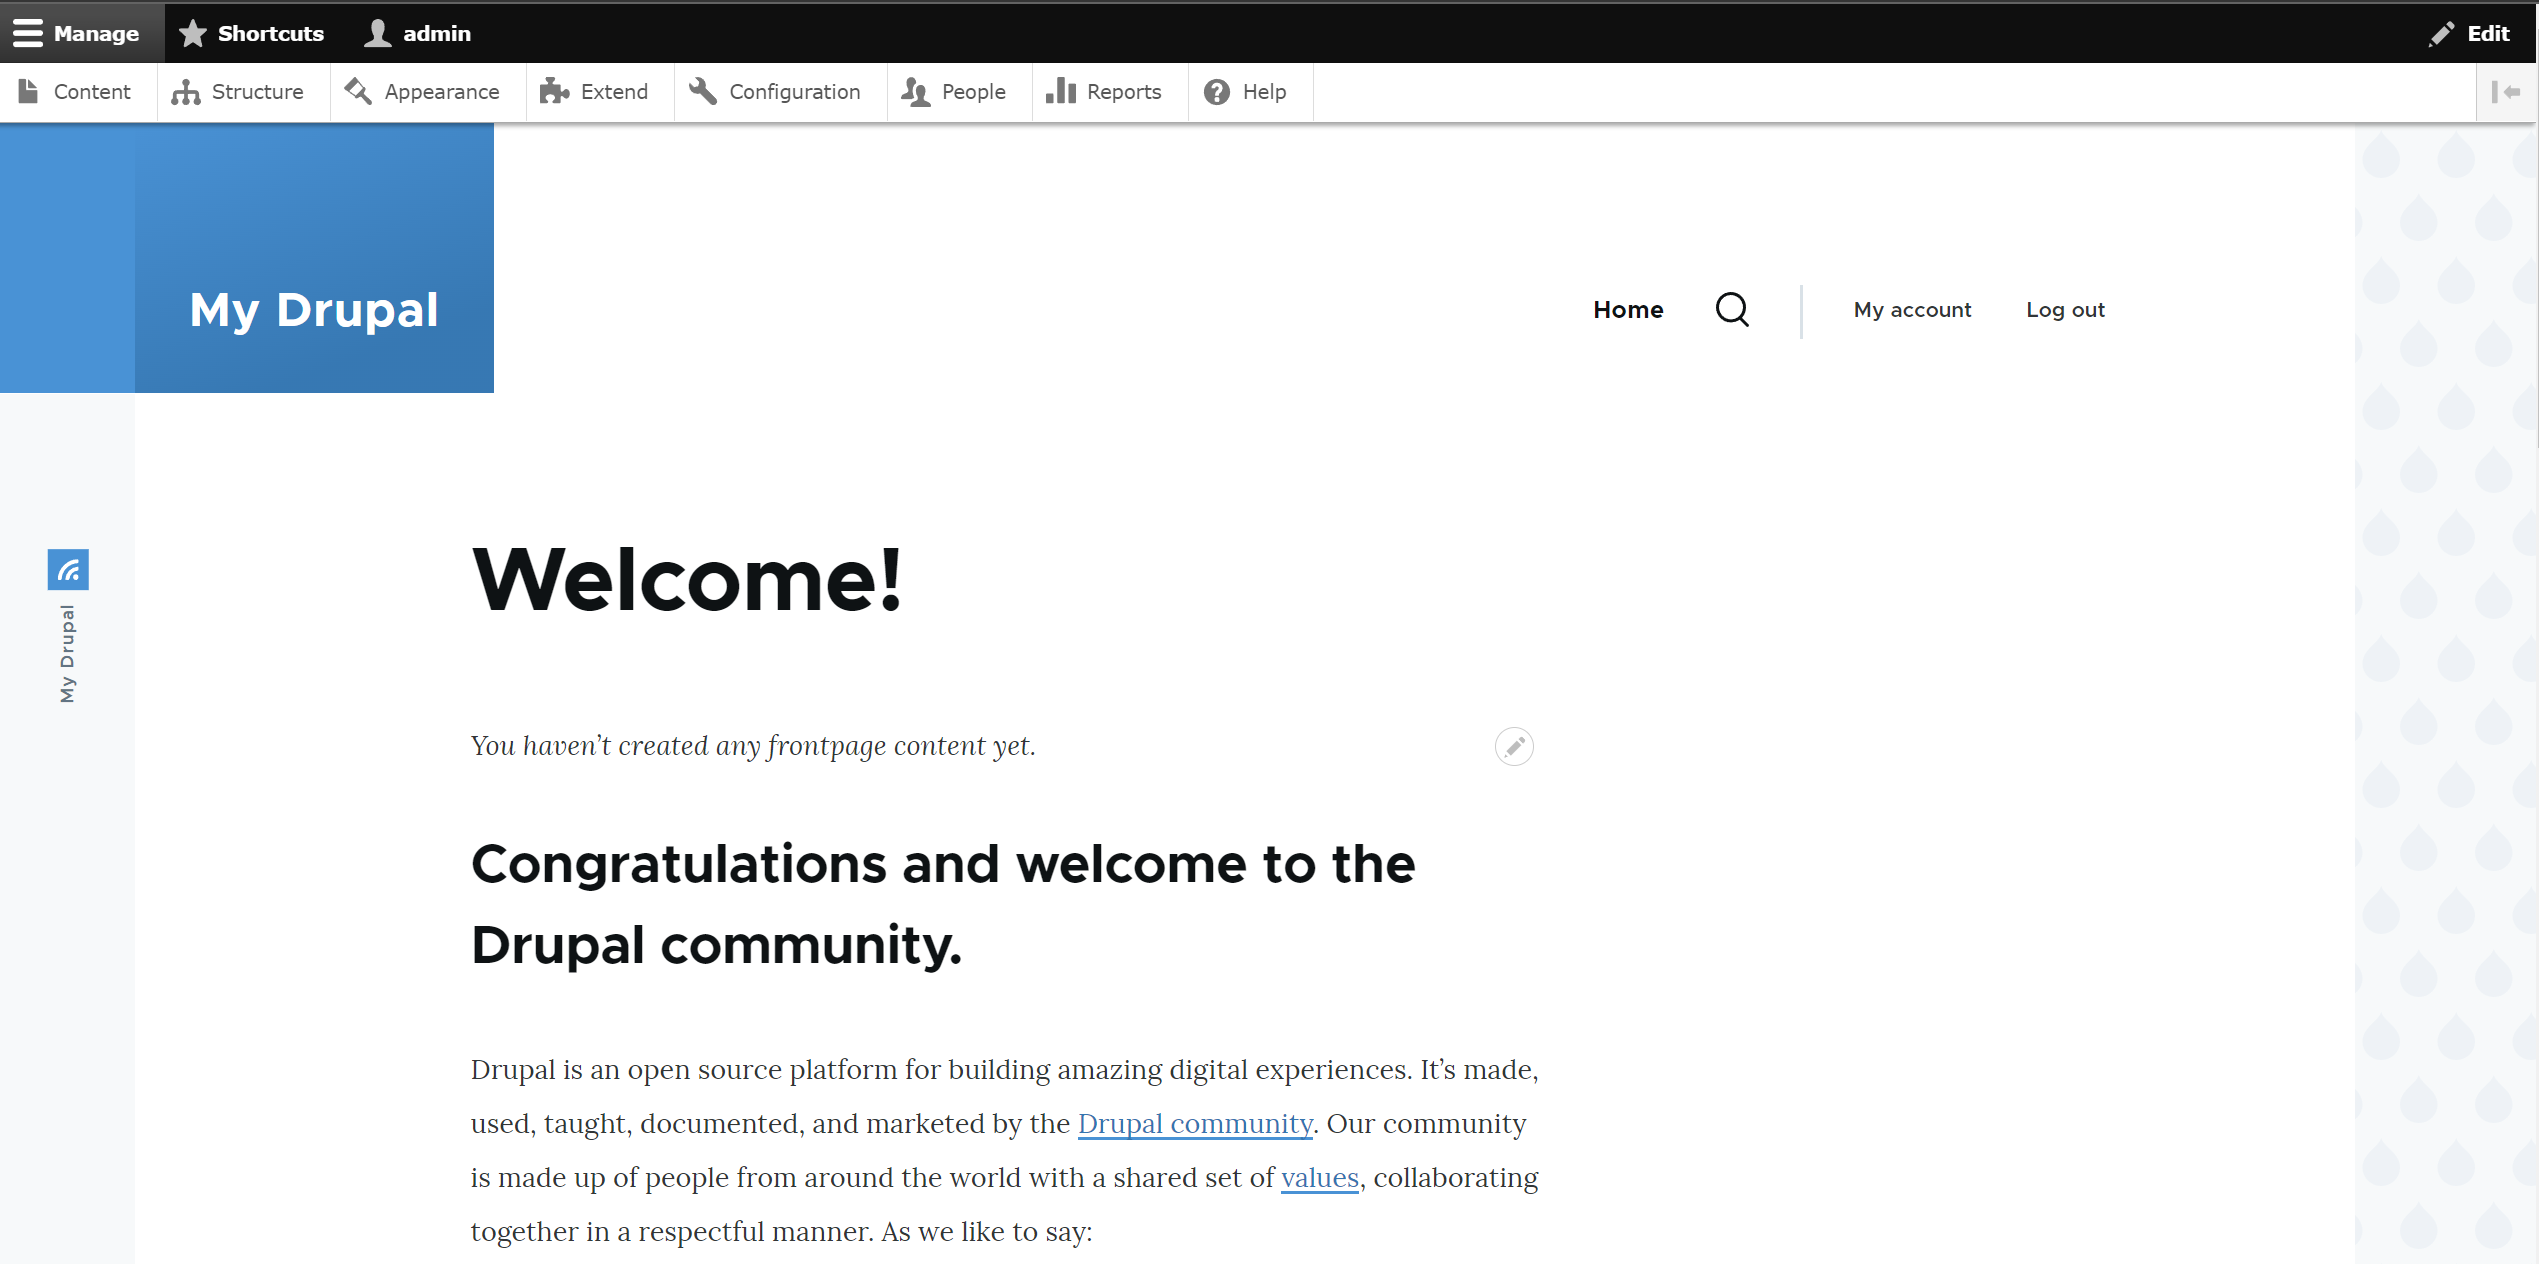 Manage Shortcuts admin Edit
Content Structure Appearance Extend Configuration People Reports Help
My Drupal Home My account Log out
Welcome!
My Drupal
You haven’t created any frontpage content yet.
Congratulations and welcome to the
Drupal community.
Drupal is an open source platform for building amazing digital experiences. It’s made,
used, taught, documented, and marketed by the Drupal community. Our community
is made up of people from around the world with a shared set of values, collaborating
together in a respectful manner. As we like to say: